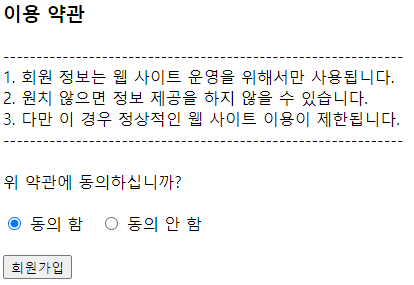 이용 약관
------------------------------------------------------------
1. 회원 정보는 웹 사이트 운영을 위해서만 사용됩니다.
2. 원치 않으면 정보 제공을 하지 않을 수 있습니다.
3. 다만 이 경우 정상적인 웹 사이트 이용이 제한됩니다.
------------------------------------------------------------
위 약관에 동의하십니까?
동의 함 동의 안 함
회원가입